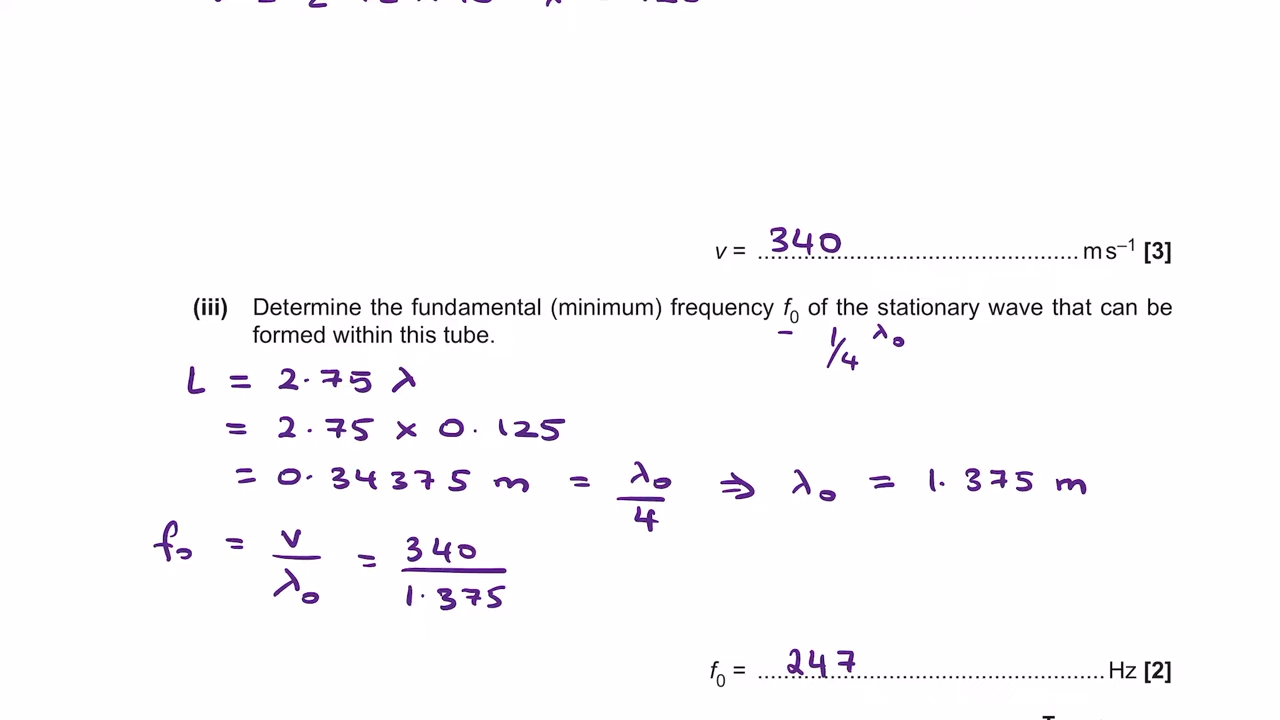 v = 340 m s⁻¹ [3]
(iii) Determine the fundamental (minimum) frequency f₀ of the stationary wave that can be
formed within this tube.
1/4 λ₀
L = 2.75 λ
= 2.75 × 0.125
= 0.34375 m = λ₀/4 ⇒ λ₀ = 1.375 m
f₀ = v/λ₀ = 340/1.375
f₀ = 247 Hz [2]